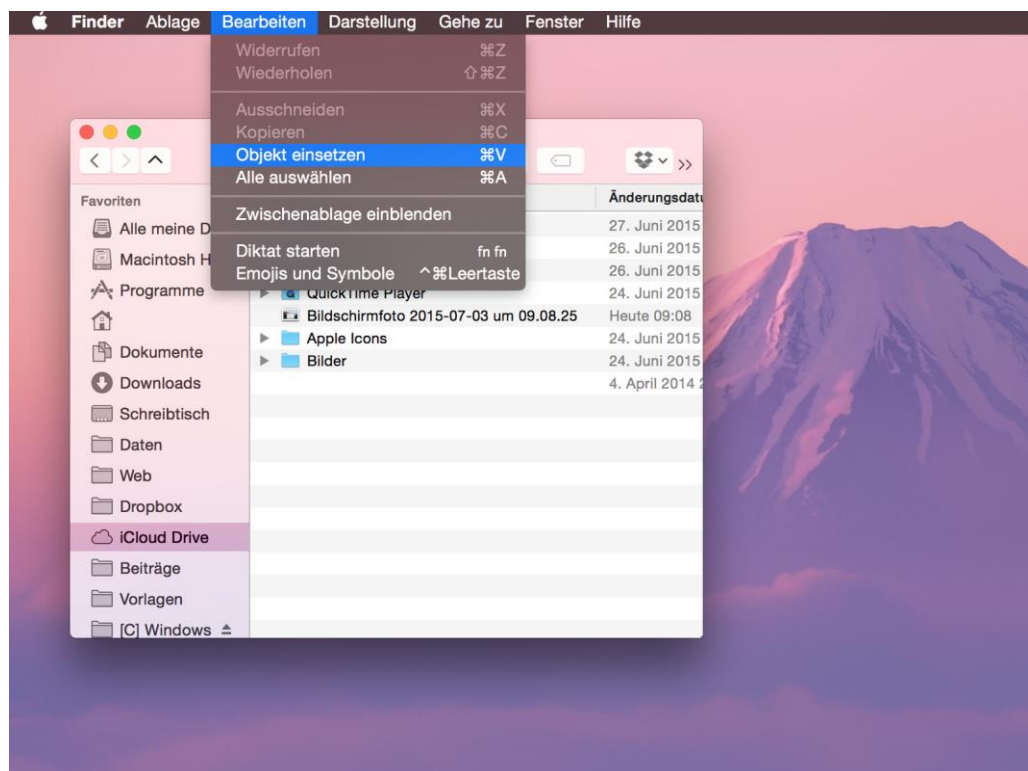 Finder Ablage Bearbeiten Darstellung Gehe zu Fenster Hilfe
Widerrufen ⌘Z
Wiederholen ⇧⌘Z
Ausschneiden ⌘X
Kopieren ⌘C
Objekt einsetzen ⌘V
Alle auswählen ⌘A
Zwischenablage einblenden
Diktat starten fn fn
Emojis und Symbole ^⌘Leertaste
Favoriten
Alle meine D
Macintosh H
Programme
Dokumente
Downloads
Schreibtisch
Daten
Web
Dropbox
iCloud Drive
Beiträge
Vorlagen
[C] Windows
Änderungsdatu
27. Juni 2015
26. Juni 2015
26. Juni 2015
QuickTime Player 24. Juni 2015
Bildschirmfoto 2015-07-03 um 09.08.25 Heute 09:08
Apple Icons 24. Juni 2015
Bilder 24. Juni 2015
4. April 2014 2